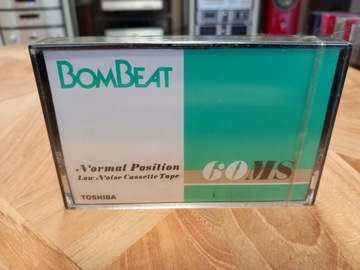 BOMBEAT
Normal Position
Low Noise Cassette Tape
60MS
TOSHIBA